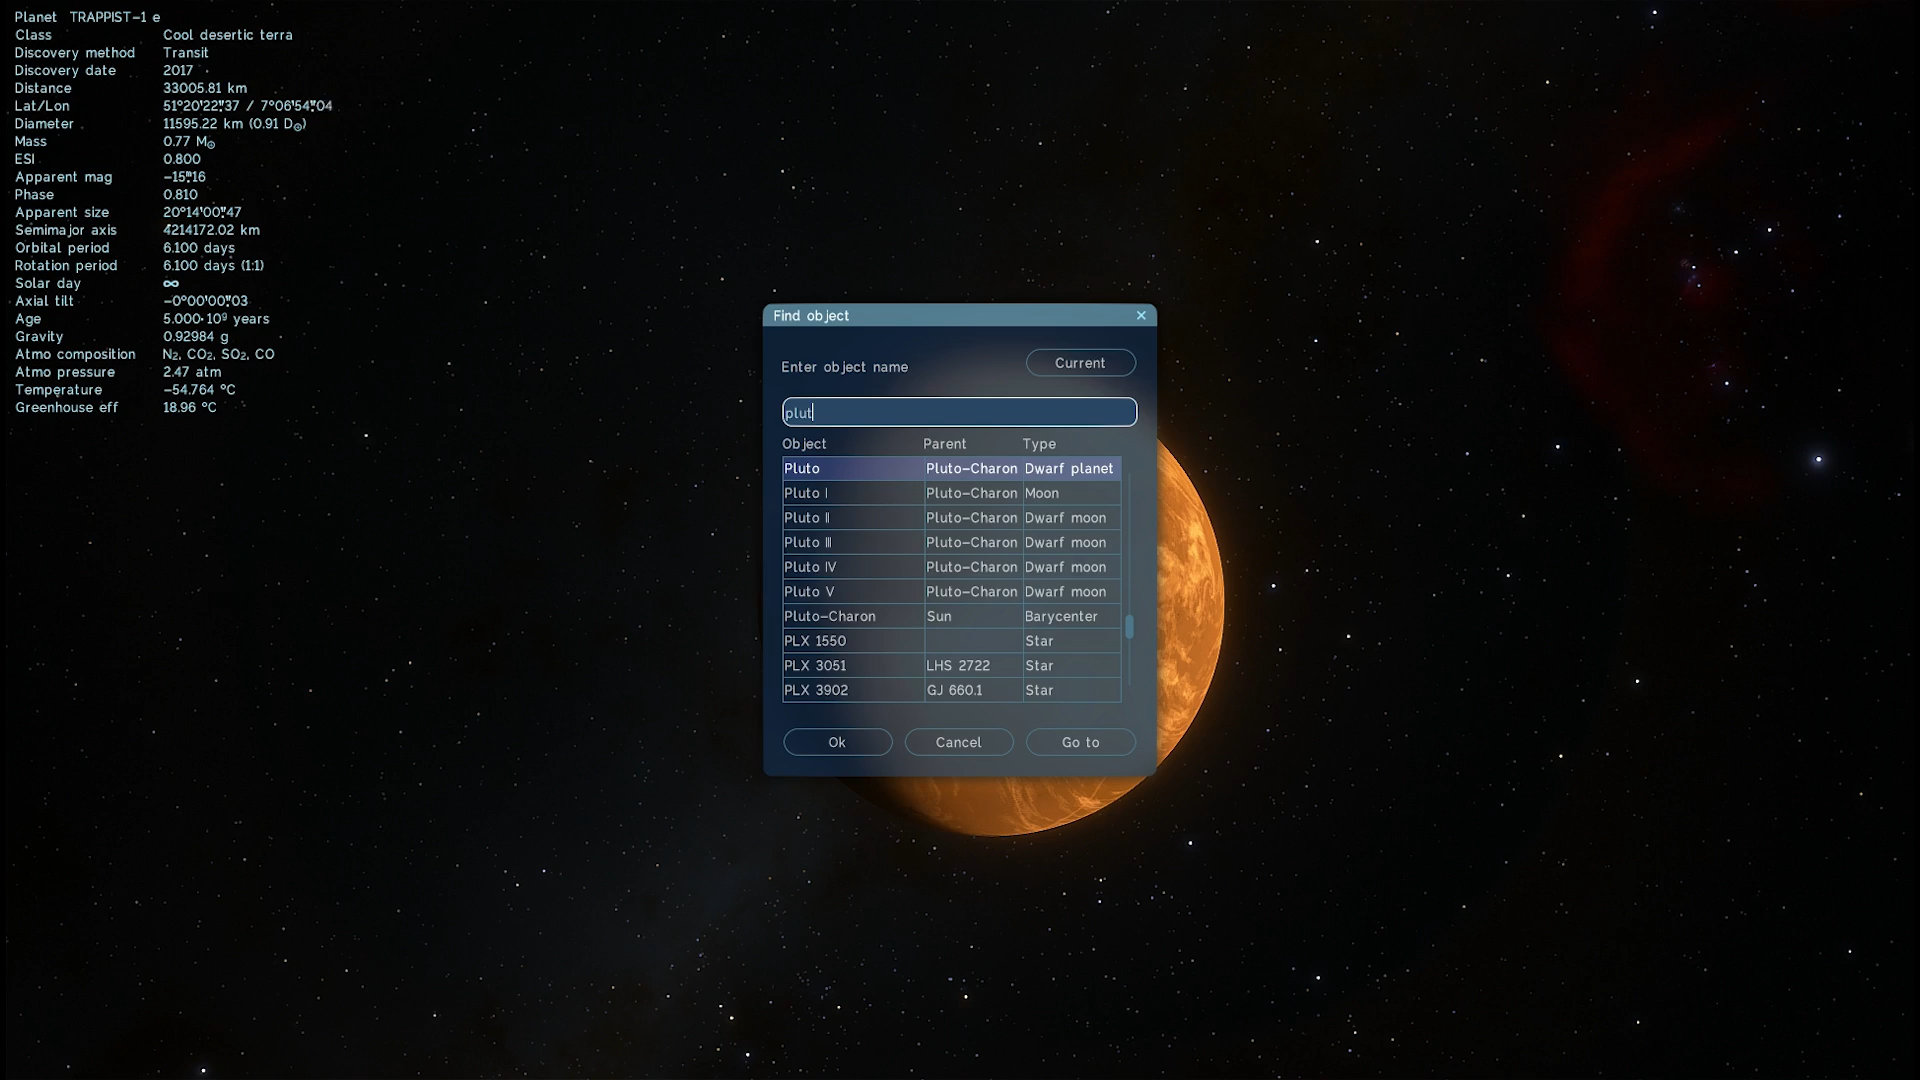 Planet TRAPPIST-1 e
Class Cool desertic terra
Discovery method Transit
Discovery date 2017
Distance 33005.81 km
Lat/Lon 51°20'22".37 / 7°06'54".04
Diameter 11595.22 km (0.91 D⊕)
Mass 0.77 M⊕
ESI 0.800
Apparent mag -15ᵐ.16
Phase 0.810
Apparent size 20°14'00".47
Semimajor axis 4214172.02 km
Orbital period 6.100 days
Rotation period 6.100 days (1:1)
Solar day ∞
Axial tilt -0°00'00".03
Age 5.000·10⁹ years
Gravity 0.92984 g
Atmo composition N₂, CO₂, SO₂, CO
Atmo pressure 2.47 atm
Temperature -54.764 °C
Greenhouse eff 18.96 °C
Find object
Enter object name Current
plut
Object Parent Type
Pluto Pluto-Charon Dwarf planet
Pluto I Pluto-Charon Moon
Pluto II Pluto-Charon Dwarf moon
Pluto III Pluto-Charon Dwarf moon
Pluto IV Pluto-Charon Dwarf moon
Pluto V Pluto-Charon Dwarf moon
Pluto-Charon Sun Barycenter
PLX 1550 Star
PLX 3051 LHS 2722 Star
PLX 3902 GJ 660.1 Star
Ok Cancel Go to